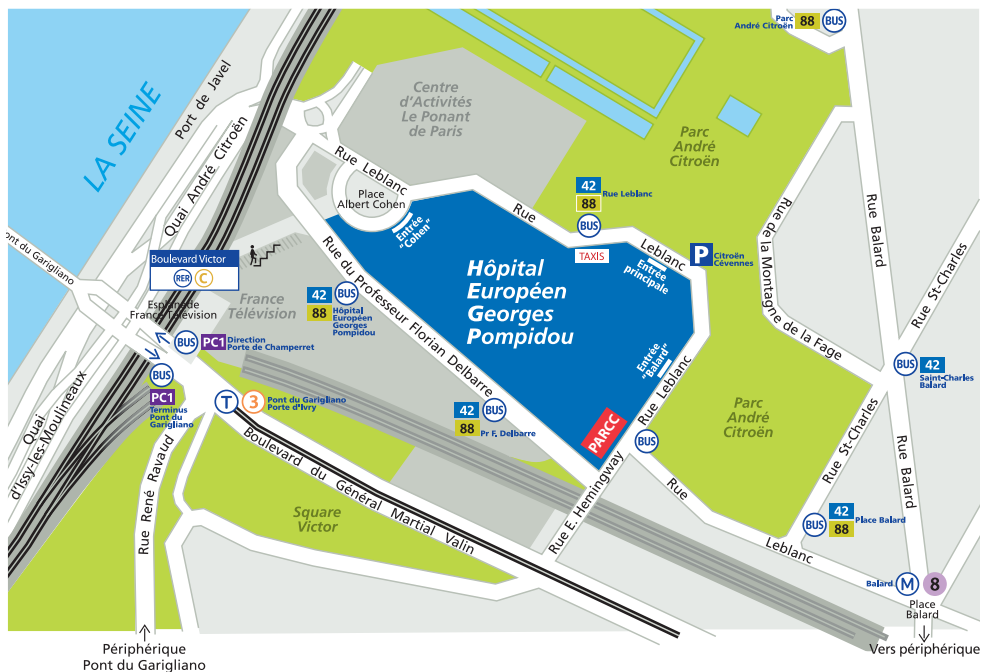 Parc
André Citroën
88
BUS
LA SEINE
Port de Javel
Quai André Citroën
Centre
d'Activités
Le Ponant
de Paris
Parc
André
Citroën
Rue Leblanc
Place
Albert Cohen
Entrée
"Cohen"
Rue
42
88
Rue Leblanc
BUS
TAXIS
Leblanc
Entrée
principale
P
Citroën
Cévennes
Rue de la Montagne de la Fage
Rue Balard
Rue St-Charles
Pont du Garigliano
Boulevard Victor
RER
C
Esplanade
France Télévision
France
Télévision
42
88
BUS
Hôpital
Européen
Georges
Pompidou
Rue du Professeur Florian Delbarre
Hôpital
Européen
Georges
Pompidou
Entrée
"Balard"
Rue Leblanc
BUS
PC1
Direction
Porte de Champerret
BUS
PC1
Terminus
Pont du
Garigliano
T
3
Pont du Garigliano
Porte d'Ivry
42
88
BUS
Pr F. Delbarre
PARCC
BUS
Parc
André
Citroën
BUS
42
Saint-Charles
Balard
Rue St-Charles
Rue Balard
Quai
d'Issy-les-Moulineaux
Rue René Ravaud
Boulevard du Général Martial Valin
Square
Victor
Rue E. Hemingway
Rue
Leblanc
BUS
42
88
Place Balard
Balard
M
8
Place
Balard
Périphérique
Pont du Garigliano
Vers périphérique